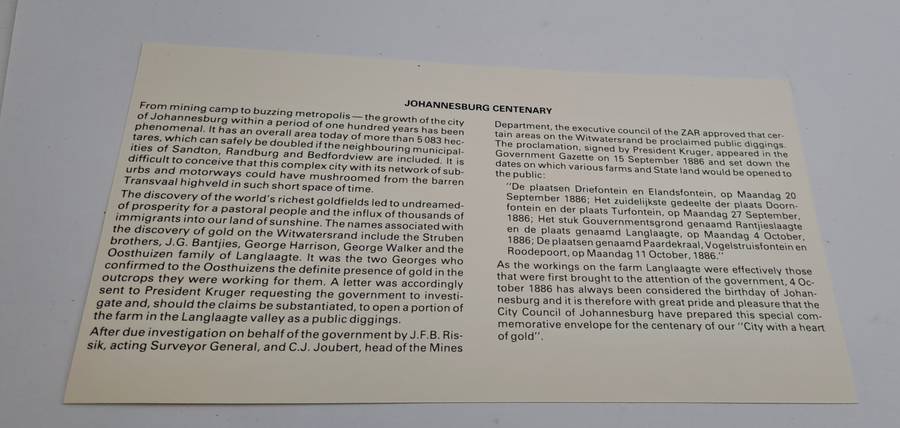 JOHANNESBURG CENTENARY
From mining camp to buzzing metropolis — the growth of the city
of Johannesburg within a period of one hundred years has been
phenomenal. It has an overall area today of more than 5 083 hec-
tares, which can safely be doubled if the neighbouring municipal-
ities of Sandton, Randburg and Bedfordview are included. It is
difficult to conceive that this complex city with its network of sub-
urbs and motorways could have mushroomed from the barren
Transvaal highveld in such short space of time.
The discovery of the world's richest goldfields led to undreamed-
of prosperity for a pastoral people and the influx of thousands of
immigrants into our land of sunshine. The names associated with
the discovery of gold on the Witwatersrand include the Struben
brothers, J.G. Bantjies, George Harrison, George Walker and the
Oosthuizen family of Langlaagte. It was the two Georges who
confirmed to the Oosthuizens the definite presence of gold in the
outcrops they were working for them. A letter was accordingly
sent to President Kruger requesting the government to investi-
gate and, should the claims be substantiated, to open a portion of
the farm in the Langlaagte valley as a public diggings.
After due investigation on behalf of the government by J.F.B. Ris-
sik, acting Surveyor General, and C.J. Joubert, head of the Mines
Department, the executive council of the ZAR approved that cer-
tain areas on the Witwatersrand be proclaimed public diggings.
The proclamation, signed by President Kruger, appeared in the
Government Gazette on 15 September 1886 and set down the
dates on which various farms and State land would be opened to
the public:
"De plaatsen Driefontein en Elandsfontein, op Maandag 20
September 1886; Het zuidelijkste gedeelte der plaats Doorn-
fontein en der plaats Turfontein, op Maandag 27 September,
1886; Het stuk Gouvernmentsgrond genaamd Rantjieslaagte
en de plaats genaamd Langlaagte, op Maandag 4 October,
1886; De plaatsen genaamd Paardekraal, Vogelstruisfontein en
Roodepoort, op Maandag 11 October, 1886."
As the workings on the farm Langlaagte were effectively those
that were first brought to the attention of the government, 4 Oc-
tober 1886 has always been considered the birthday of Johan-
nesburg and it is therefore with great pride and pleasure that the
City Council of Johannesburg have prepared this special com-
memorative envelope for the centenary of our "City with a heart
of gold".